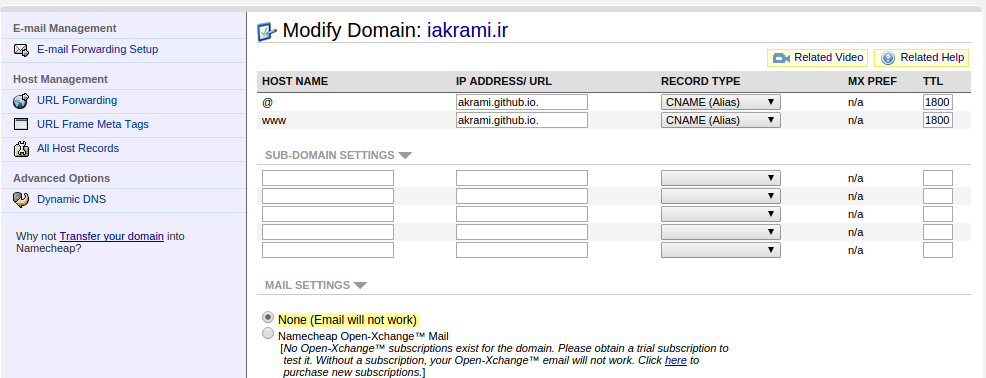 E-mail Management
E-mail Forwarding Setup
Host Management
URL Forwarding
URL Frame Meta Tags
All Host Records
Advanced Options
Dynamic DNS
Why not Transfer your domain into
Namecheap?
Modify Domain: iakrami.ir
Related Video Related Help
HOST NAME IP ADDRESS/ URL RECORD TYPE MX PREF TTL
@ akrami.github.io. CNAME (Alias) n/a 1800
www akrami.github.io. CNAME (Alias) n/a 1800
SUB-DOMAIN SETTINGS
n/a
n/a
n/a
n/a
n/a
MAIL SETTINGS
None (Email will not work)
Namecheap Open-Xchange™ Mail
[No Open-Xchange™ subscriptions exist for the domain. Please obtain a trial subscription to
test it. Without a subscription, your Open-Xchange™ email will not work. Click here to
purchase new subscriptions.]